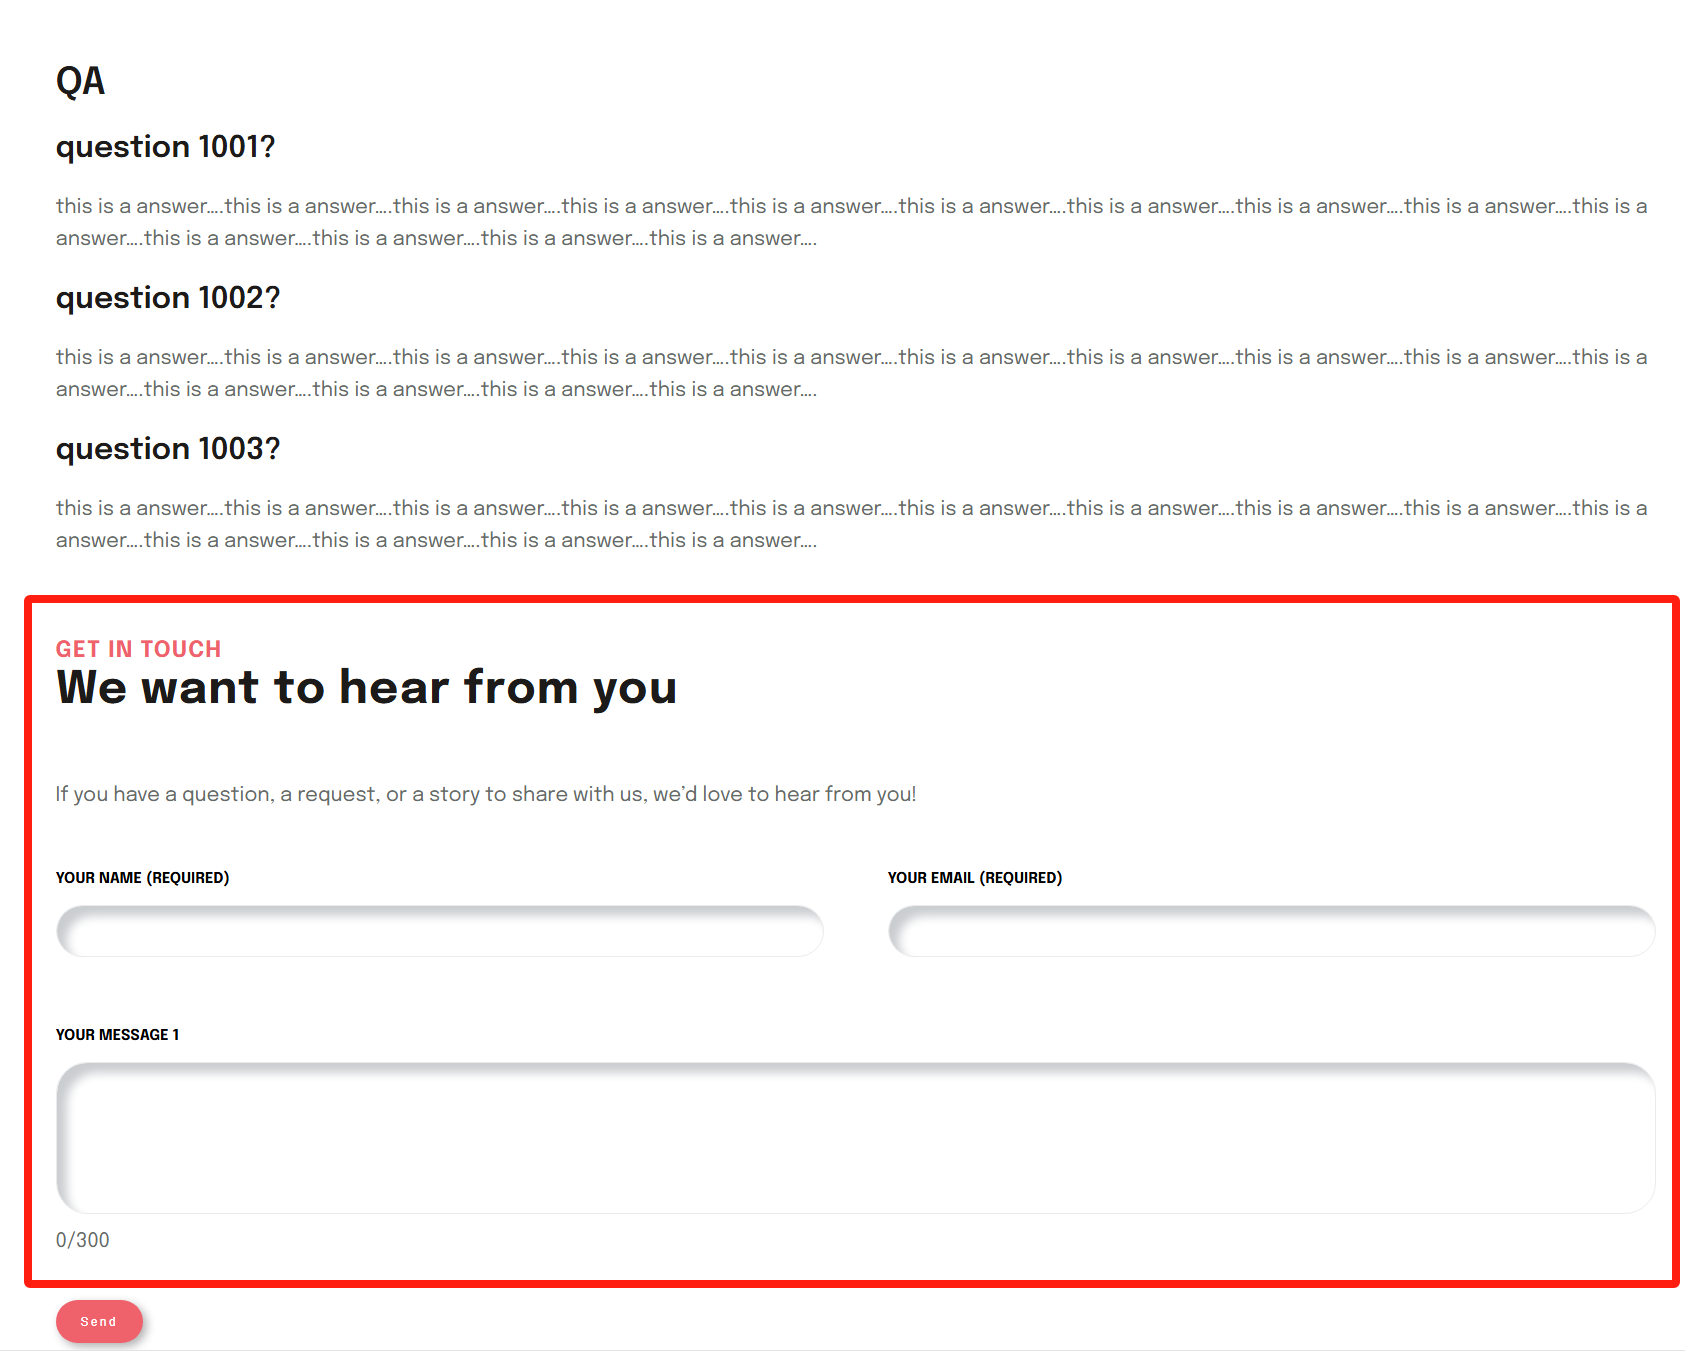 QA
question 1001?
this is a answer….this is a answer….this is a answer….this is a answer….this is a answer….this is a answer….this is a answer….this is a answer….this is a answer….this is a
answer….this is a answer….this is a answer….this is a answer….this is a answer….
question 1002?
this is a answer….this is a answer….this is a answer….this is a answer….this is a answer….this is a answer….this is a answer….this is a answer….this is a answer….this is a
answer….this is a answer….this is a answer….this is a answer….this is a answer….
question 1003?
this is a answer….this is a answer….this is a answer….this is a answer….this is a answer….this is a answer….this is a answer….this is a answer….this is a answer….this is a
answer….this is a answer….this is a answer….this is a answer….this is a answer….
GET IN TOUCH
We want to hear from you
If you have a question, a request, or a story to share with us, we’d love to hear from you!
YOUR NAME (REQUIRED)
YOUR EMAIL (REQUIRED)
YOUR MESSAGE 1
0/300
Send